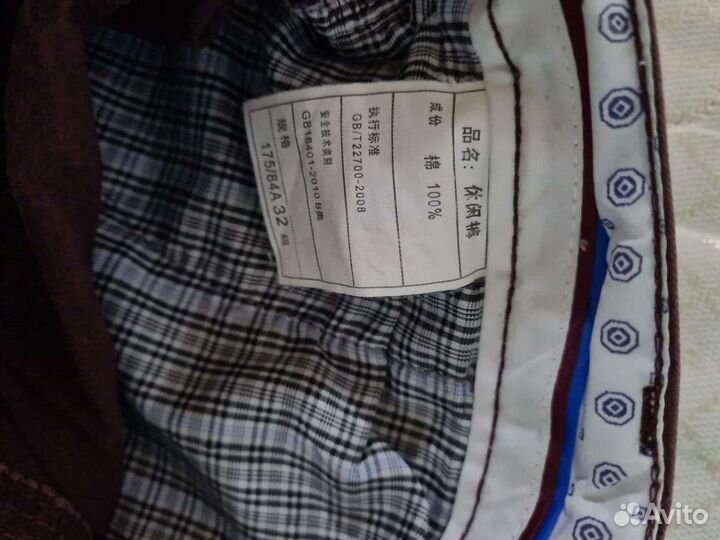 品名：休闲裤
成份 棉 100%
执行标准
GB/T22700-2008
安全技术类别
GB18401-2010 B类
规格
175/84A 32 码
Avito